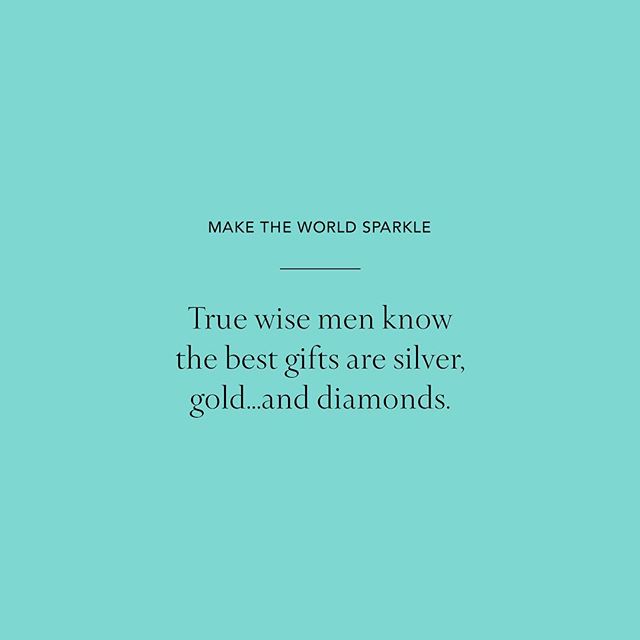 MAKE THE WORLD SPARKLE
True wise men know
the best gifts are silver,
gold...and diamonds.